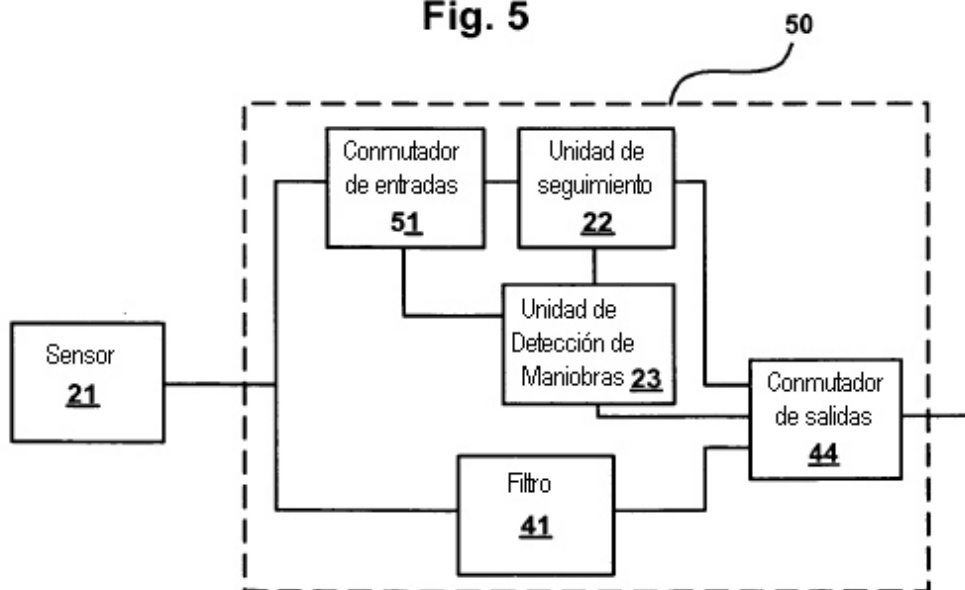 Fig. 5
50
Conmutador
de entradas
51
Unidad de
seguimiento
22
Unidad de
Detección de
Maniobras 23
Sensor
21
Conmutador
de salidas
44
Filtro
41